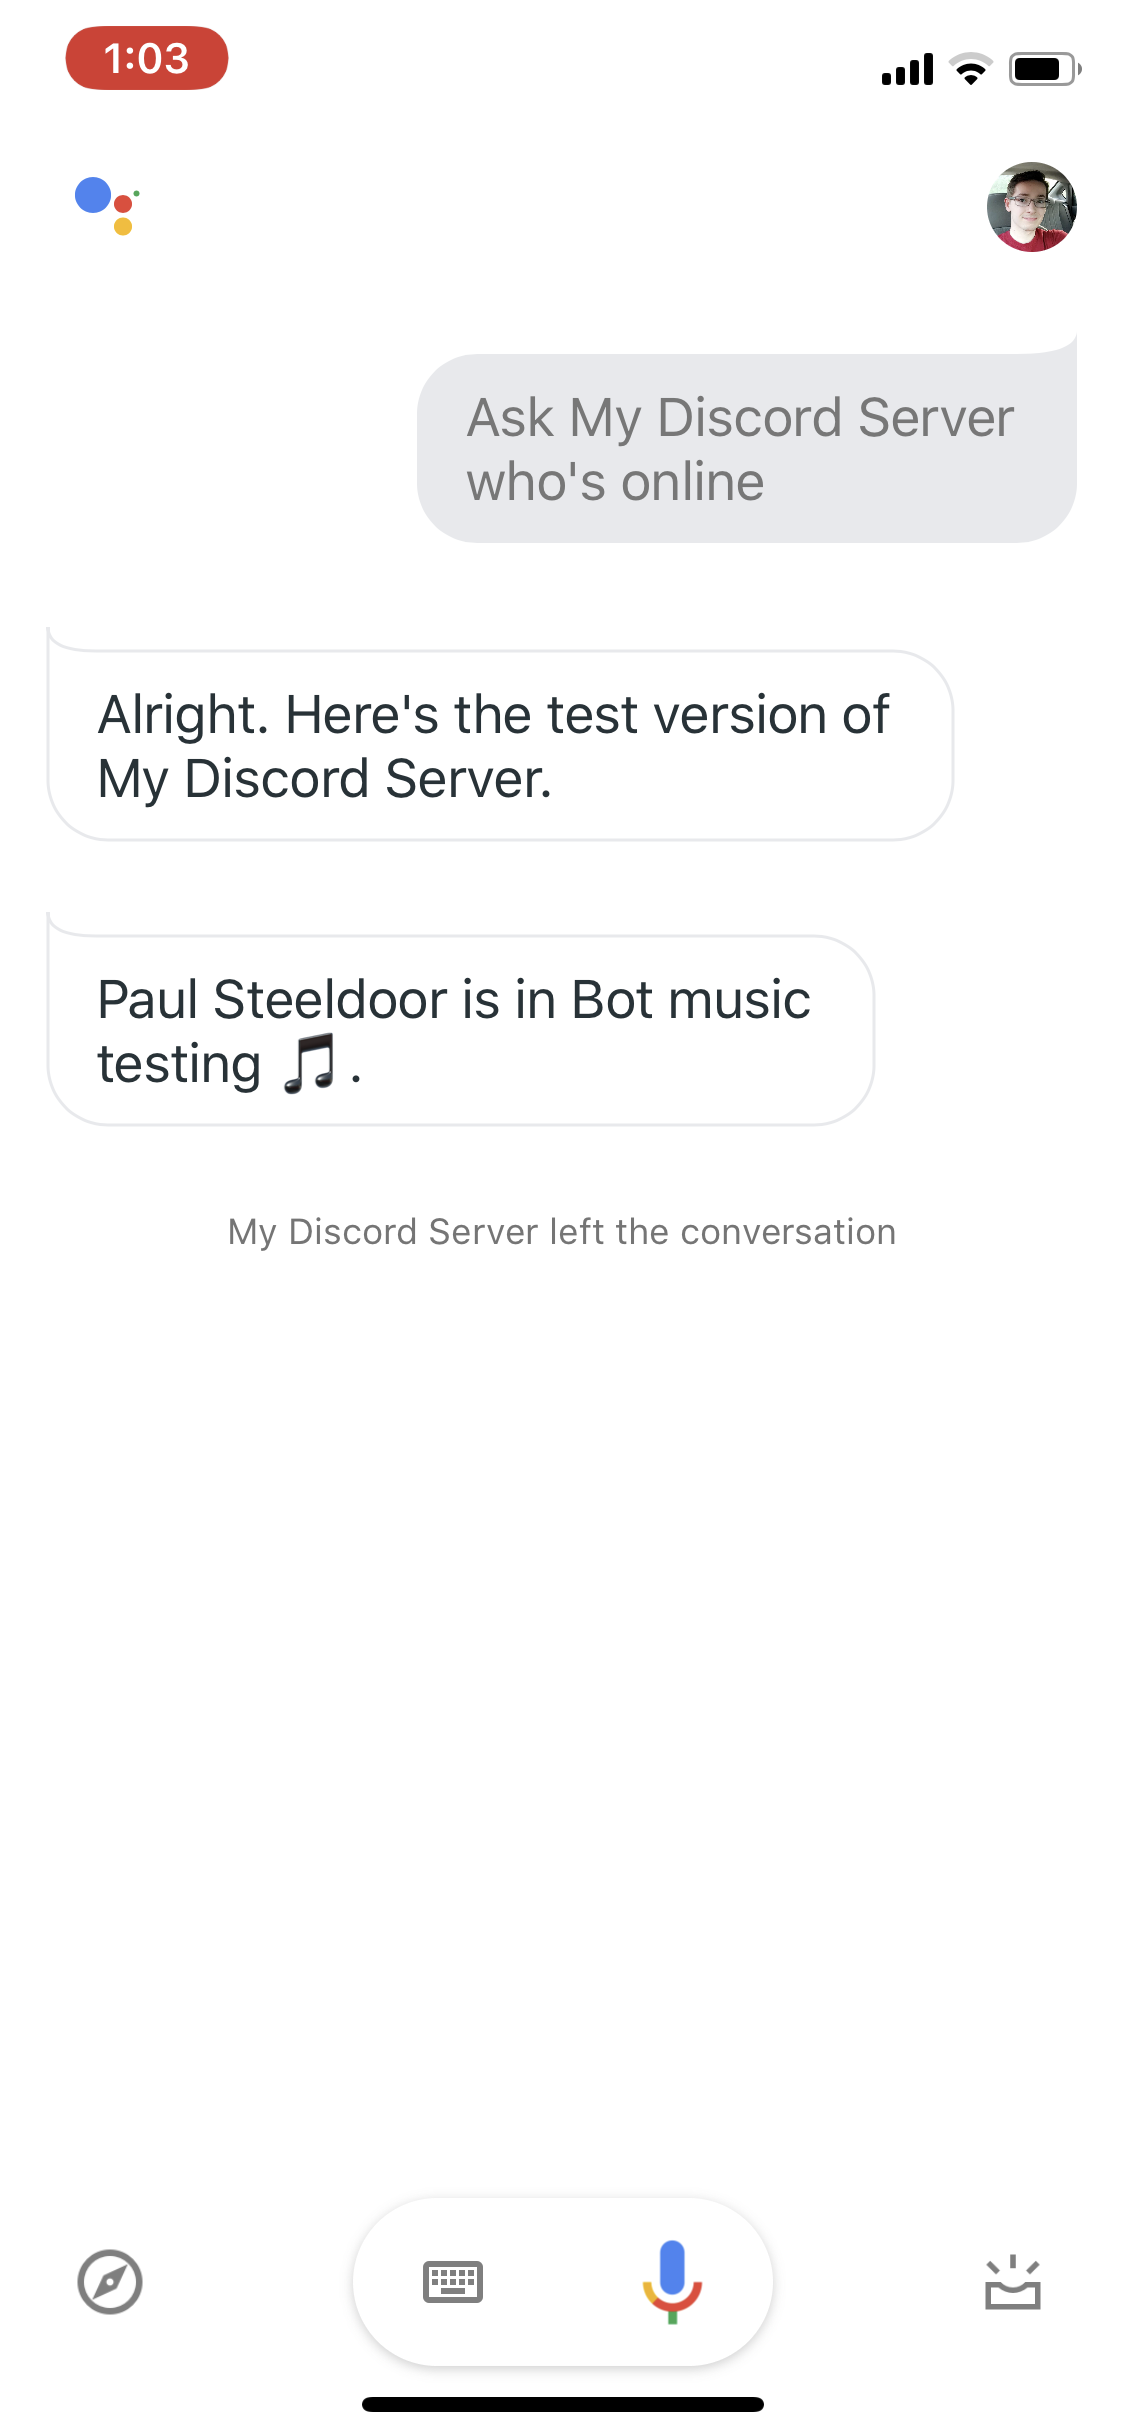 1:03
Ask My Discord Server
who's online
Alright. Here's the test version of
My Discord Server.
Paul Steeldoor is in Bot music
testing 🎵.
My Discord Server left the conversation